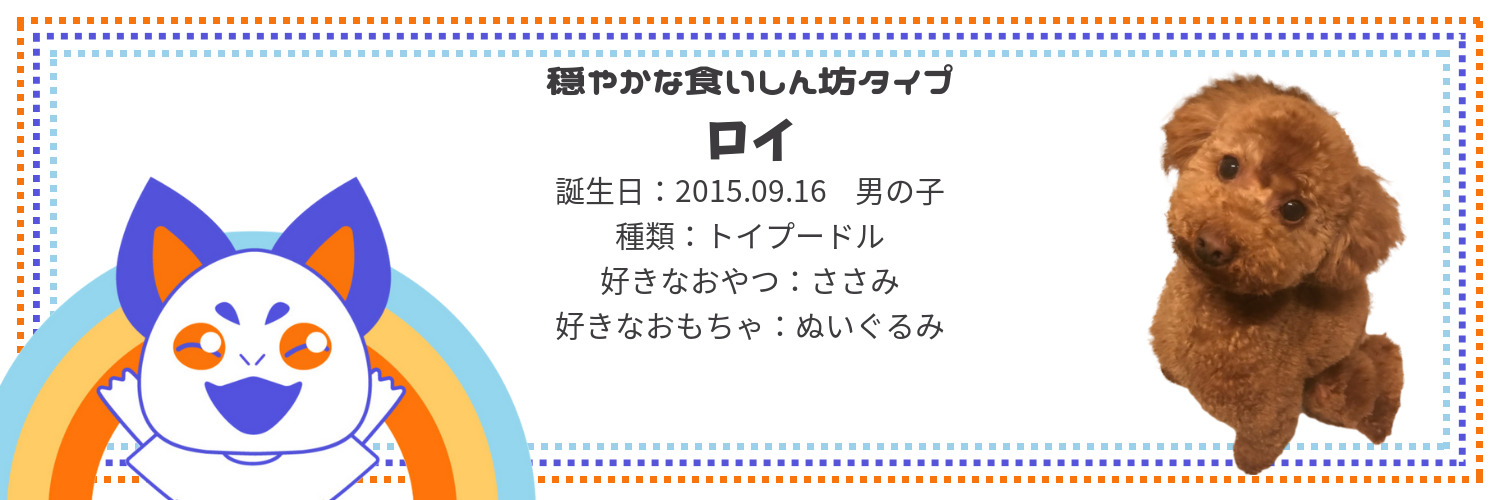 穏やかな食いしん坊タイプ
ロイ
誕生日：2015.09.16　男の子
種類：トイプードル
好きなおやつ：ささみ
好きなおもちゃ：ぬいぐるみ